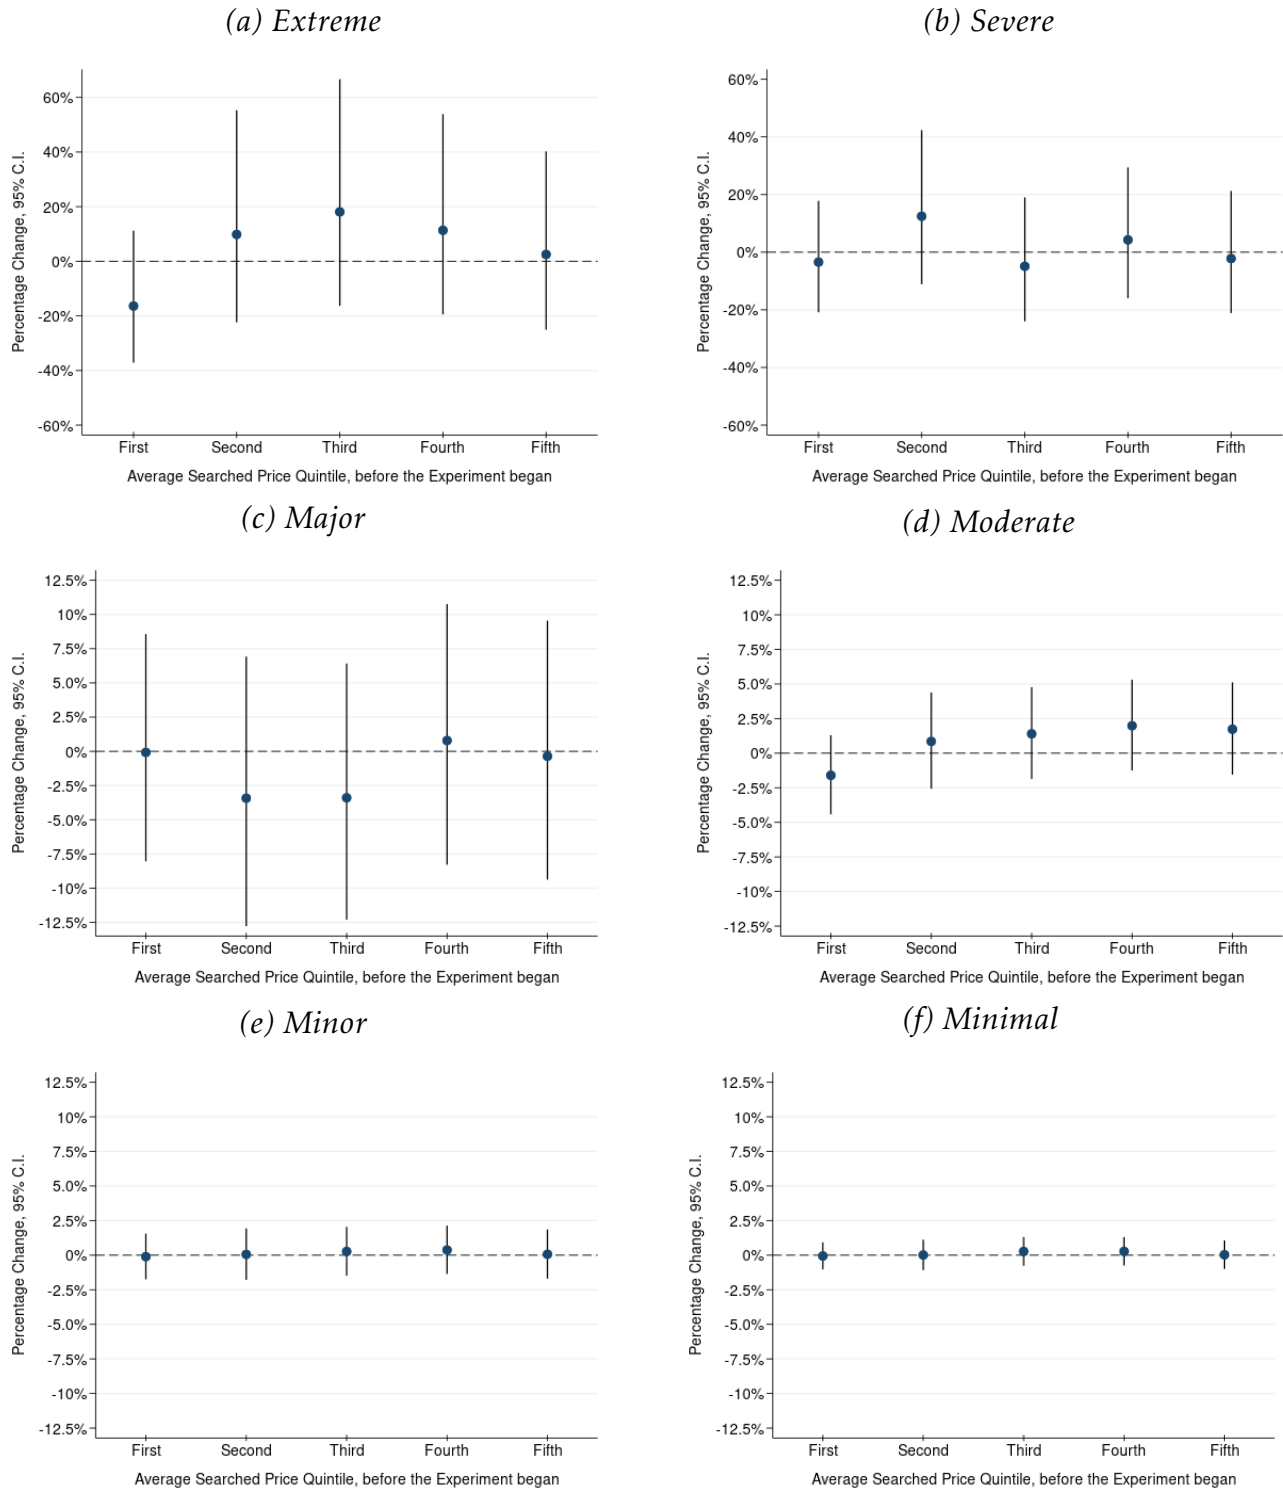 (a) Extreme
Percentage Change, 95% C.I.
60%
40%
20%
0%
-20%
-40%
-60%
First Second Third Fourth Fifth
Average Searched Price Quintile, before the Experiment began
(b) Severe
Percentage Change, 95% C.I.
60%
40%
20%
0%
-20%
-40%
-60%
First Second Third Fourth Fifth
Average Searched Price Quintile, before the Experiment began
(c) Major
Percentage Change, 95% C.I.
12.5%
10%
7.5%
5.0%
2.5%
0%
-2.5%
-5.0%
-7.5%
-10%
-12.5%
First Second Third Fourth Fifth
Average Searched Price Quintile, before the Experiment began
(d) Moderate
Percentage Change, 95% C.I.
12.5%
10%
7.5%
5.0%
2.5%
0%
-2.5%
-5.0%
-7.5%
-10%
-12.5%
First Second Third Fourth Fifth
Average Searched Price Quintile, before the Experiment began
(e) Minor
Percentage Change, 95% C.I.
12.5%
10%
7.5%
5.0%
2.5%
0%
-2.5%
-5.0%
-7.5%
-10%
-12.5%
First Second Third Fourth Fifth
Average Searched Price Quintile, before the Experiment began
(f) Minimal
Percentage Change, 95% C.I.
12.5%
10%
7.5%
5.0%
2.5%
0%
-2.5%
-5.0%
-7.5%
-10%
-12.5%
First Second Third Fourth Fifth
Average Searched Price Quintile, before the Experiment began